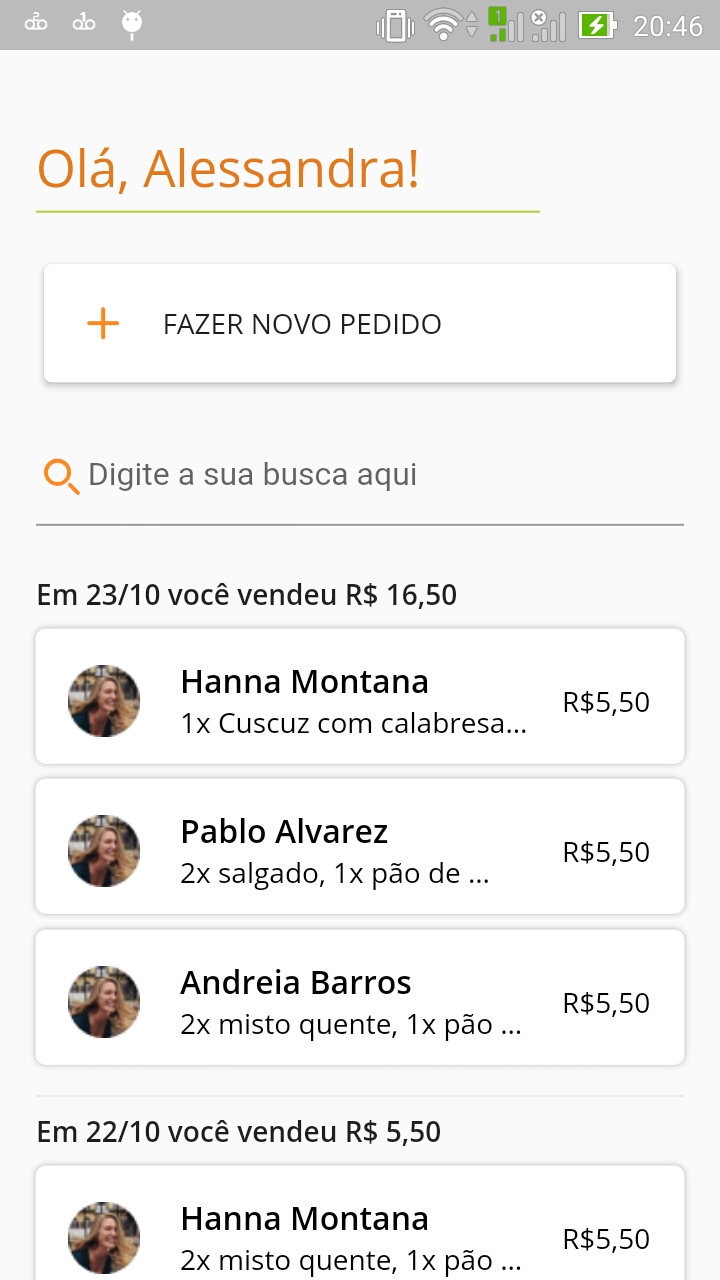 20:46
Olá, Alessandra!
FAZER NOVO PEDIDO
Digite a sua busca aqui
Em 23/10 você vendeu R$ 16,50
Hanna Montana
1x Cuscuz com calabresa...
R$5,50
Pablo Alvarez
2x salgado, 1x pão de ...
R$5,50
Andreia Barros
2x misto quente, 1x pão ...
R$5,50
Em 22/10 você vendeu R$ 5,50
Hanna Montana
2x misto quente, 1x pão ...
R$5,50